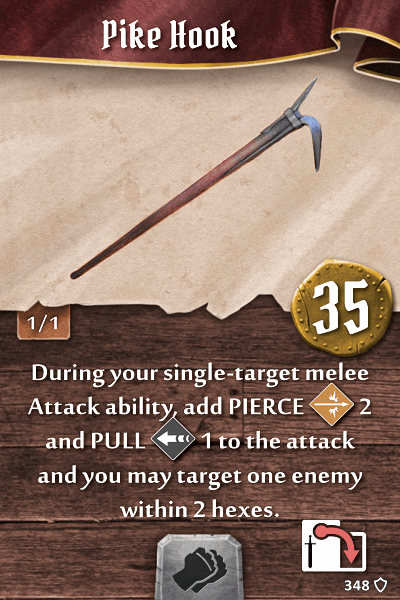 Pike Hook
1/1
35
During your single-target melee
Attack ability, add PIERCE 2
and PULL 1 to the attack
and you may target one enemy
within 2 hexes.
348